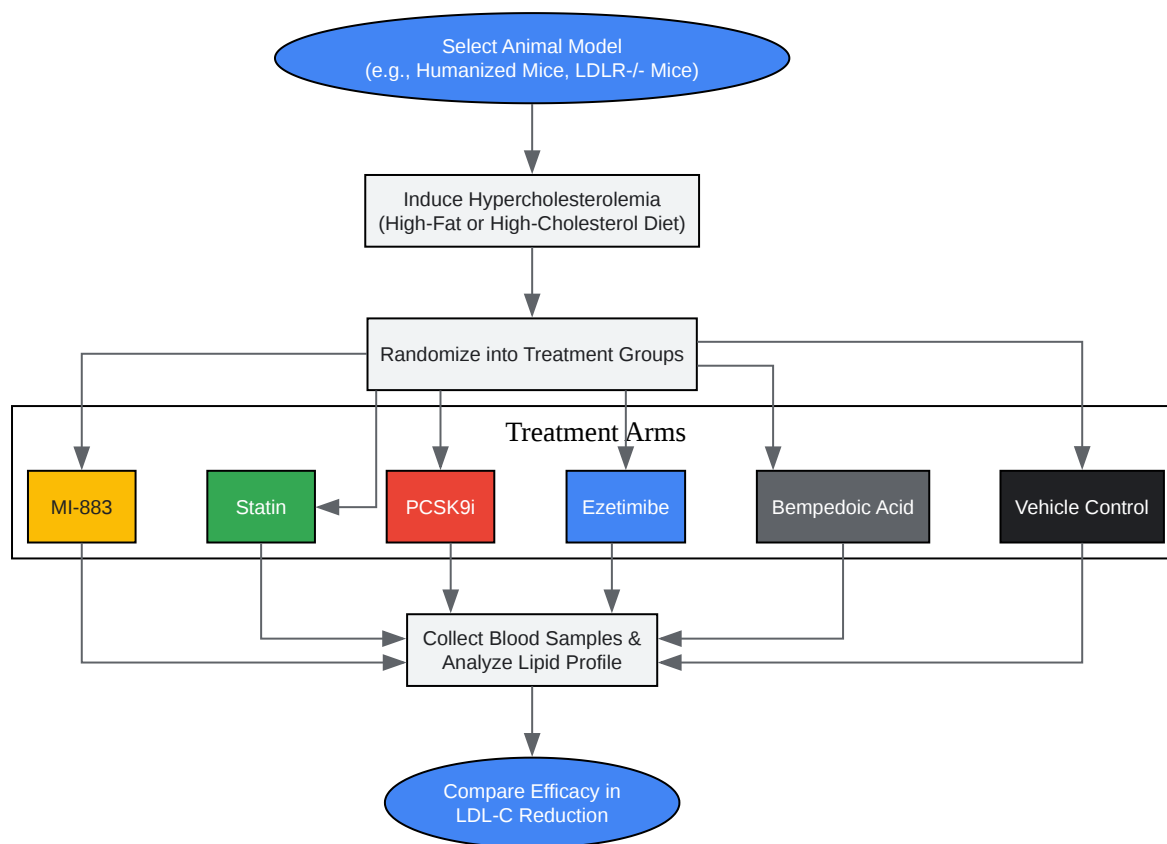 Select Animal Model
(e.g., Humanized Mice, LDLR-/- Mice)
Induce Hypercholesterolemia
(High-Fat or High-Cholesterol Diet)
Randomize into Treatment Groups
Treatment Arms
MI-883
Statin
PCSK9i
Ezetimibe
Bempedoic Acid
Vehicle Control
Collect Blood Samples &
Analyze Lipid Profile
Compare Efficacy in
LDL-C Reduction